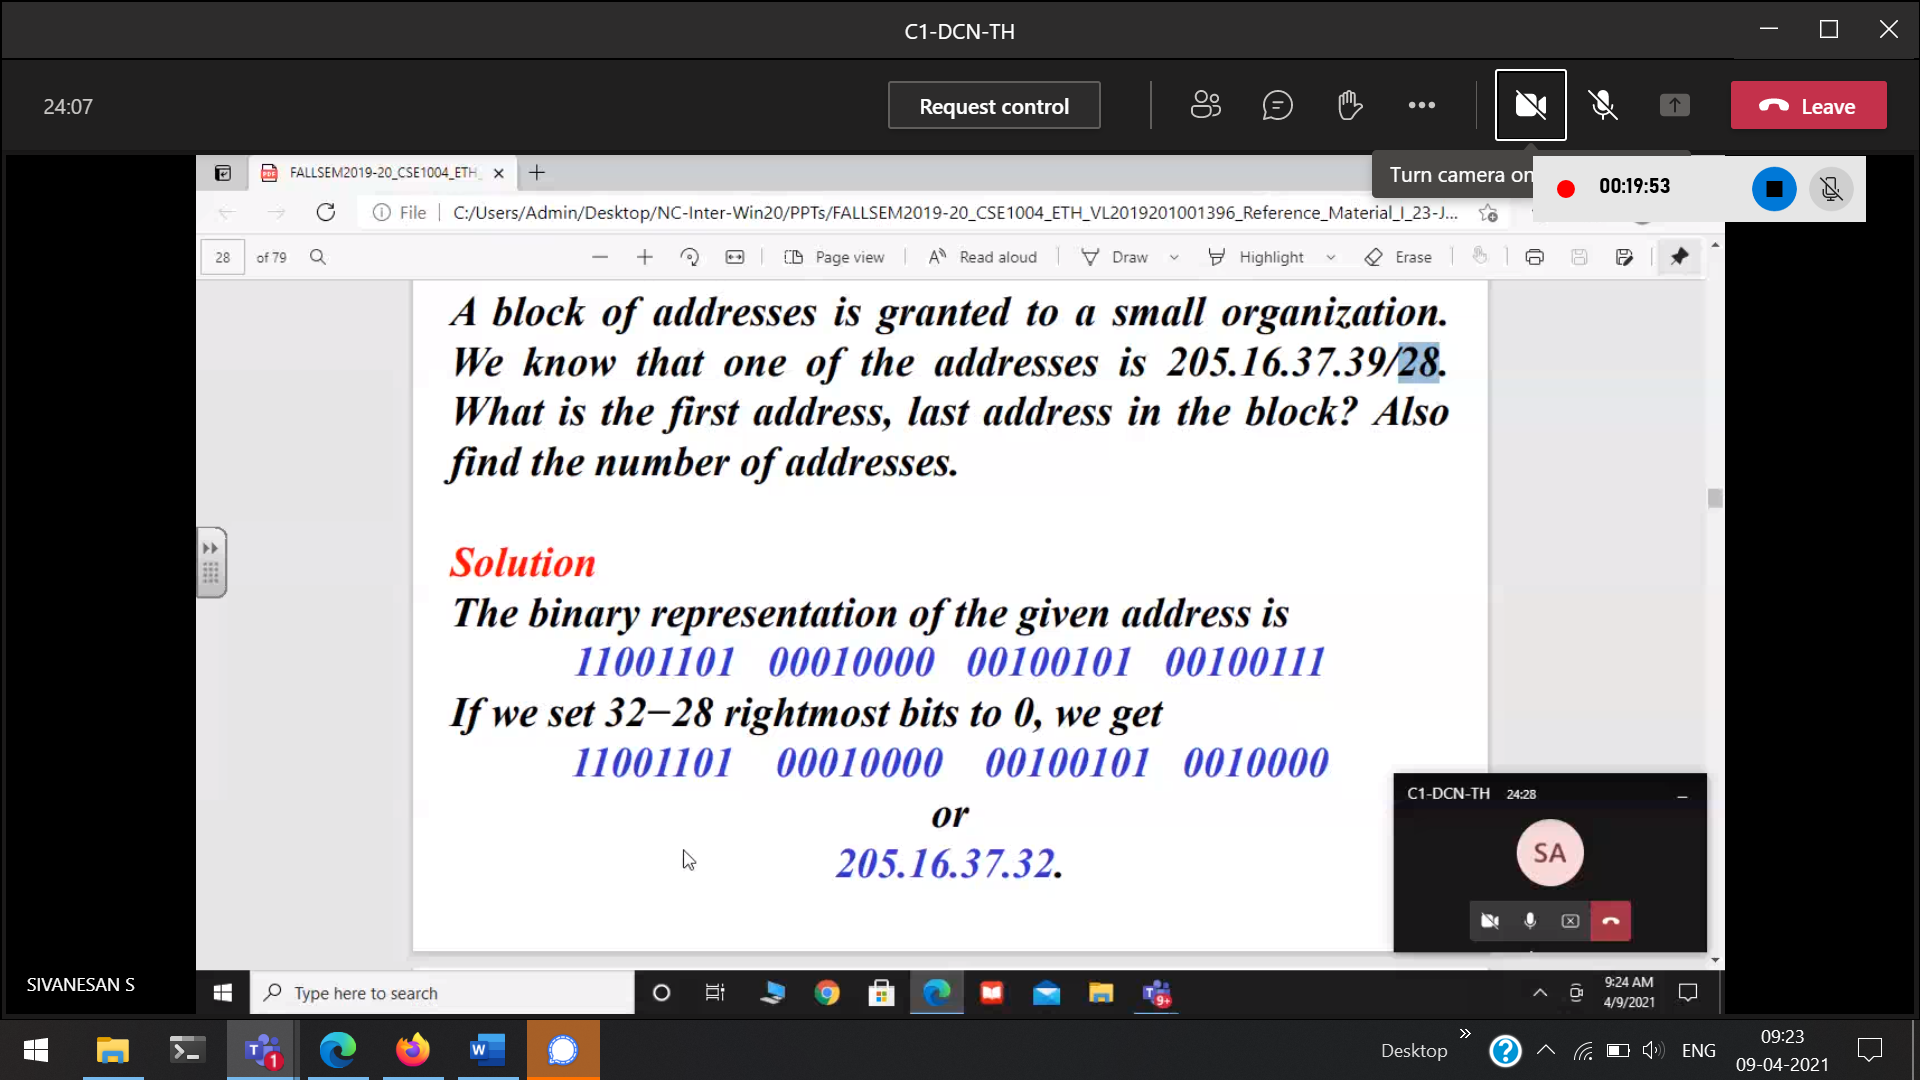 C1-DCN-TH
24:07
Request control
Leave
Turn camera on
00:19:53
FALLSEM2019-20_CSE1004_ETH_
File
C:/Users/Admin/Desktop/NC-Inter-Win20/PPTs/FALLSEM2019-20_CSE1004_ETH_VL2019201001396_Reference_Material_I_23-J...
28 of 79
Page view
Read aloud
Draw
Highlight
Erase
A block of addresses is granted to a small organization.
We know that one of the addresses is 205.16.37.39/28.
What is the first address, last address in the block? Also
find the number of addresses.
Solution
The binary representation of the given address is
11001101 00010000 00100101 00100111
If we set 32−28 rightmost bits to 0, we get
11001101 00010000 00100101 0010000
or
205.16.37.32.
C1-DCN-TH 24:28
SA
SIVANESAN S
Type here to search
9+
9:24 AM
4/9/2021
1
Desktop
ENG
09:23
09-04-2021